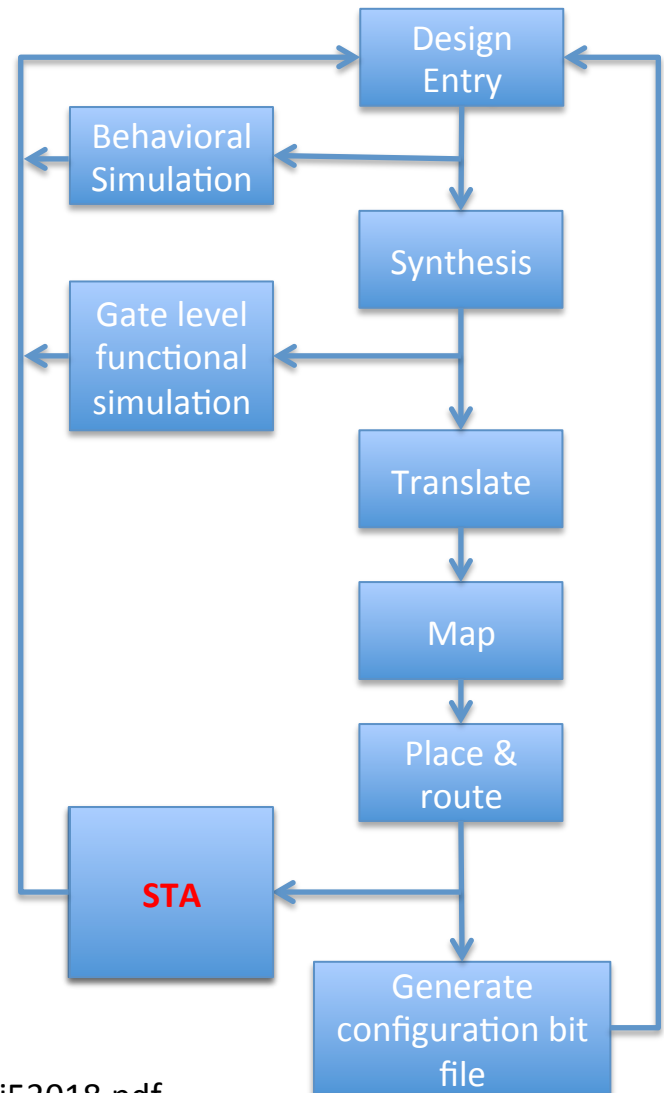 Design
Entry
Behavioral
Simulation
Synthesis
Gate level
functional
simulation
Translate
Map
Place &
route
STA
Generate
configuration bit
file